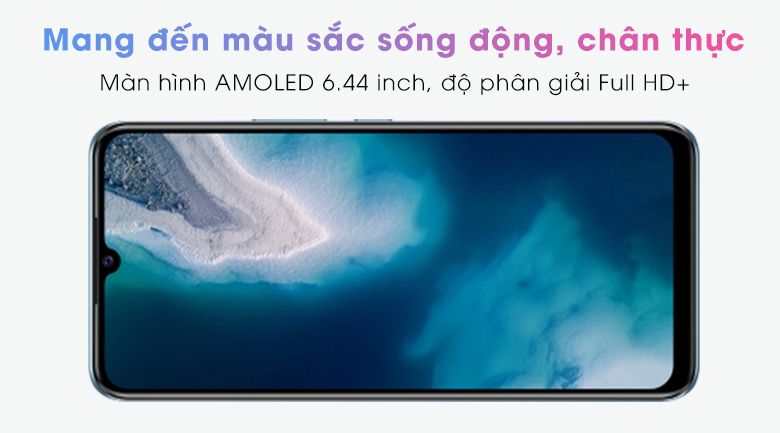 Mang đến màu sắc sống động, chân thực
Màn hình AMOLED 6.44 inch, độ phân giải Full HD+